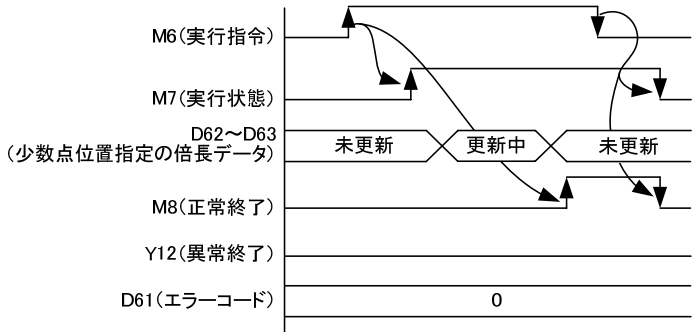 M6(実行指令)
M7(実行状態)
D62～D63
(少数点位置指定の倍長データ)
未更新 更新中 未更新
M8(正常終了)
Y12(異常終了)
D61(エラーコード) 0